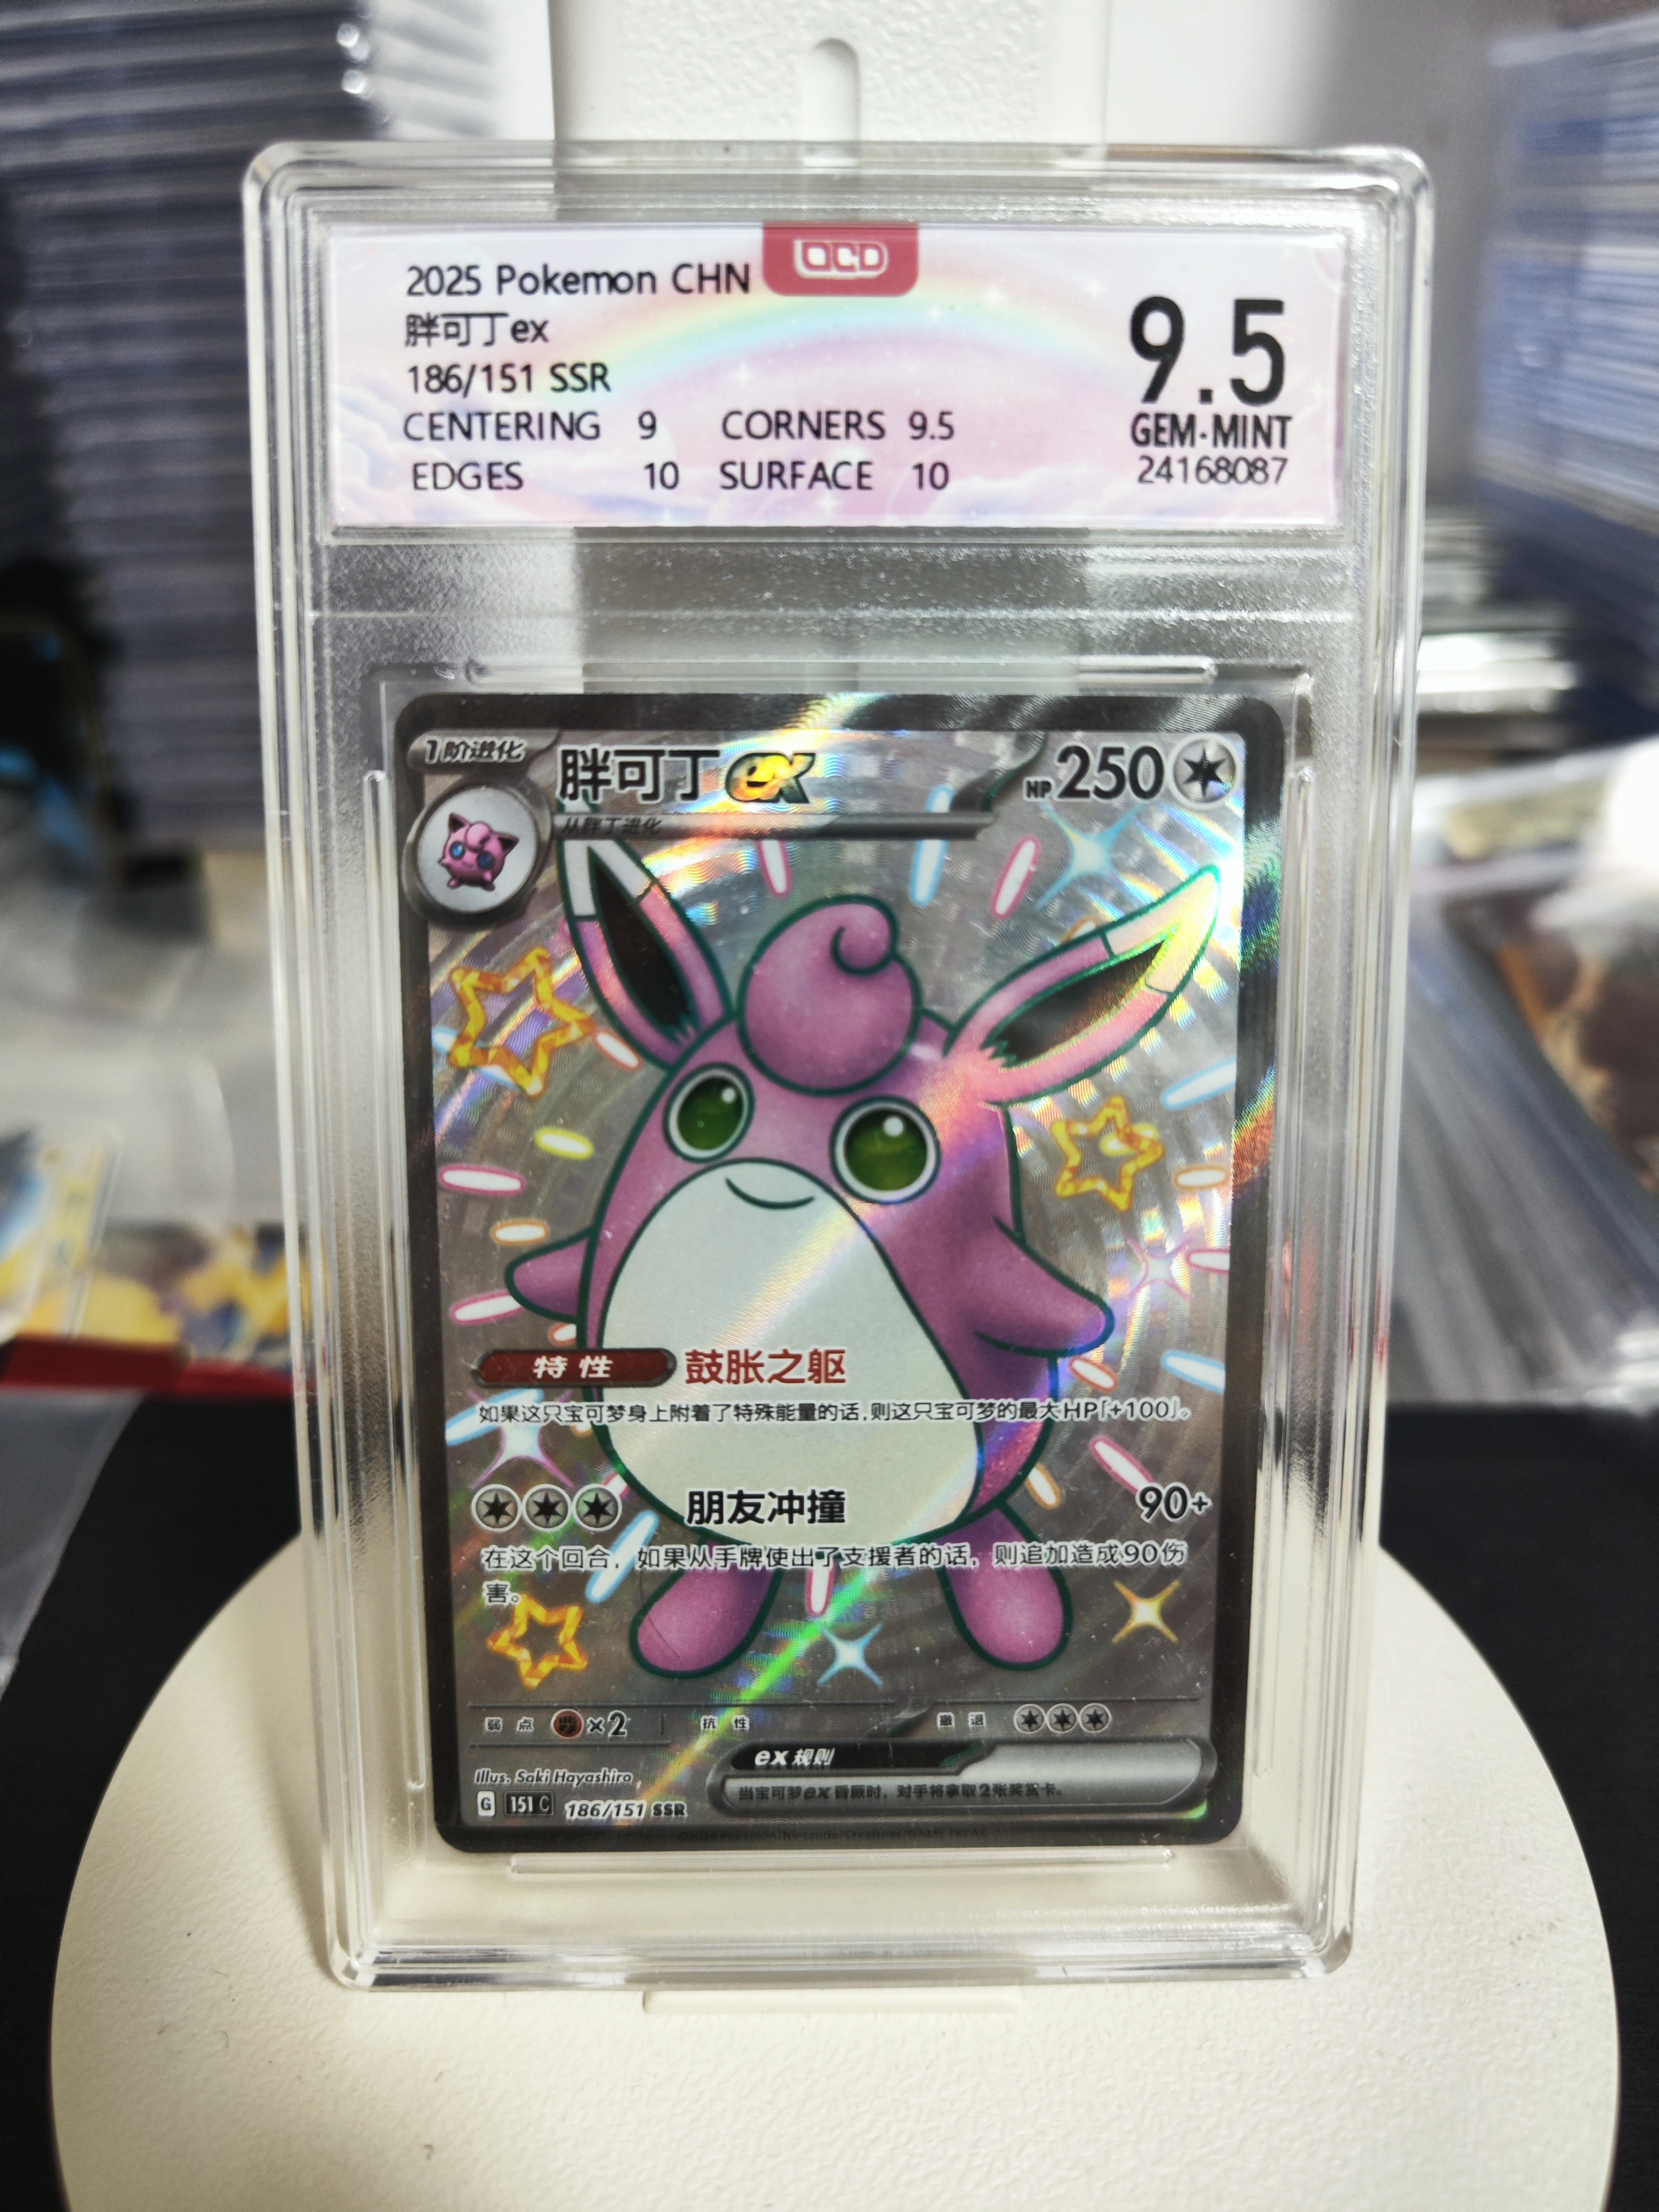 CCD
2025 Pokemon CHN
胖可丁ex
186/151 SSR
CENTERING 9 CORNERS 9.5
EDGES 10 SURFACE 10
9.5
GEM·MINT
24168087
1阶进化
胖可丁ex
HP250
从胖丁进化
特性 鼓胀之躯
如果这只宝可梦身上附着了特殊能量的话,则这只宝可梦的最大HP「+100」。
朋友冲撞 90+
在这个回合，如果从手牌使出了支援者的话，则追加造成90伤
害。
弱点 ×2 抗性 撤退
ex规则
当宝可梦ex昏厥时，对手将拿取2张奖赏卡。
Illus. Saki Hayashiro
G 151 C 186/151 SSR